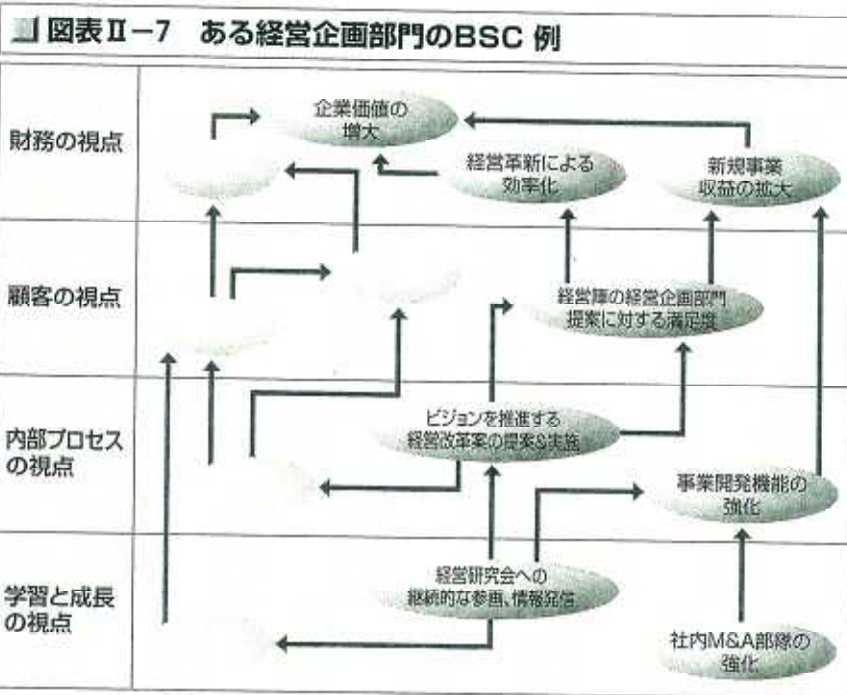 図表Ⅱ-7 ある経営企画部門のBSC 例
財務の視点
企業価値の
増大
経営革新による
効率化
新規事業
収益の拡大
顧客の視点
経営陣の経営企画部門
提案に対する満足度
内部プロセス
の視点
ビジョンを推進する
経営改革案の提案&実施
事業開発機能の
強化
学習と成長
の視点
経営研究会への
継続的な参画、情報発信
社内M&A部隊の
強化